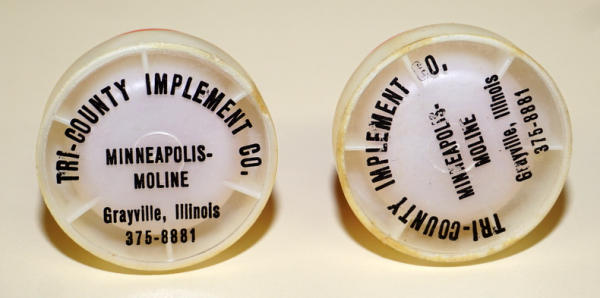 TRI-COUNTY IMPLEMENT CO.
MINNEAPOLIS-
MOLINE
Grayville, Illinois
375-8881
TRI-COUNTY IMPLEMENT CO.
MINNEAPOLIS-
MOLINE
Grayville, Illinois
375-8881